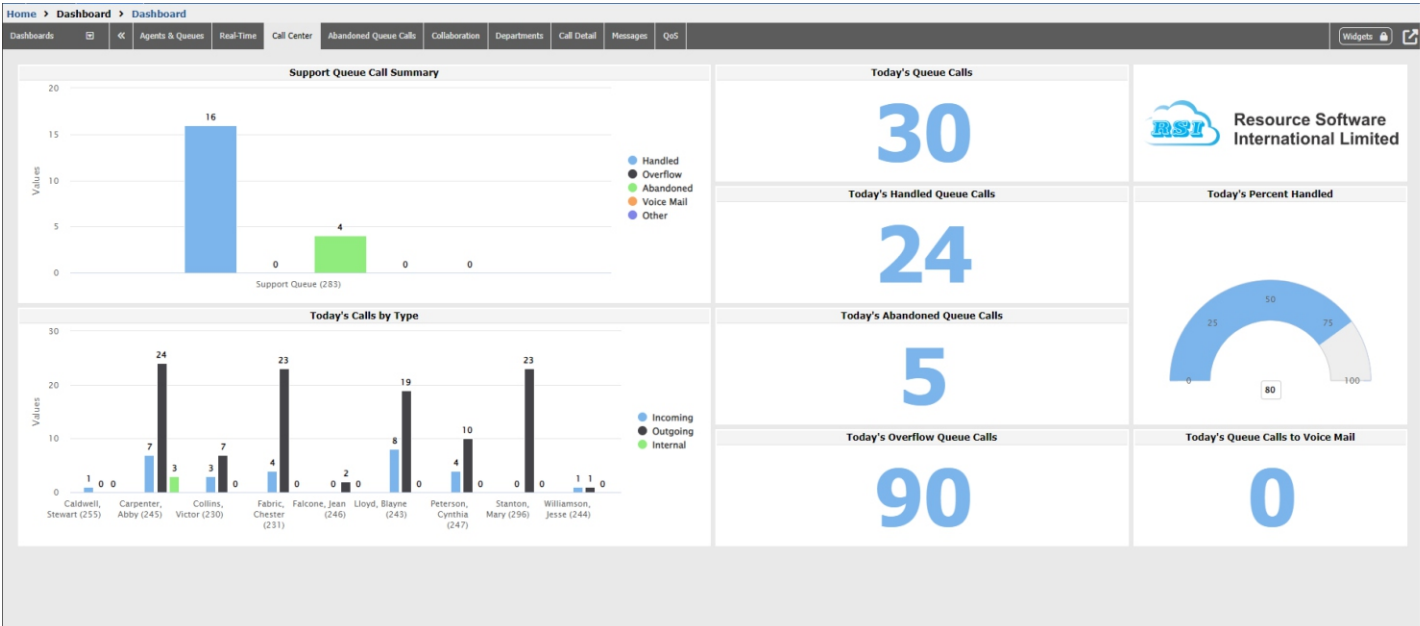 Home > Dashboard > Dashboard
Dashboards « Agents & Queues Real-Time Call Center Abandoned Queue Calls Collaboration Departments Call Detail Messages QoS Widgets
Support Queue Call Summary
20
15
10
5
0
Values
16
0
4
0
0
Support Queue (283)
Handled
Overflow
Abandoned
Voice Mail
Other
Today's Queue Calls
30
RSI
Resource Software
International Limited
Today's Handled Queue Calls
24
Today's Percent Handled
0
25
50
75
100
80
Today's Calls by Type
30
20
10
0
Values
1 0 0
7 24 3
3 7 0
4 23 0
0 2 0
8 19 0
4 10 0
0 23 0
1 1 0
Caldwell,
Stewart (255)
Carpenter,
Abby (245)
Collins,
Victor (230)
Fabric,
Chester
(231)
Falcone, Jean
(246)
Lloyd, Blayne
(243)
Peterson,
Cynthia
(247)
Stanton,
Mary (296)
Williamson,
Jesse (244)
Incoming
Outgoing
Internal
Today's Abandoned Queue Calls
5
Today's Overflow Queue Calls
90
Today's Queue Calls to Voice Mail
0